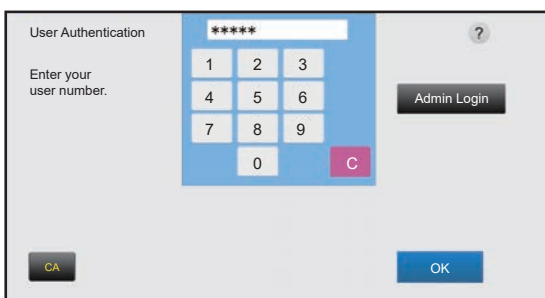 User Authentication
*****
?
Enter your
user number.
1 2 3
4 5 6
7 8 9
0 C
Admin Login
CA
OK